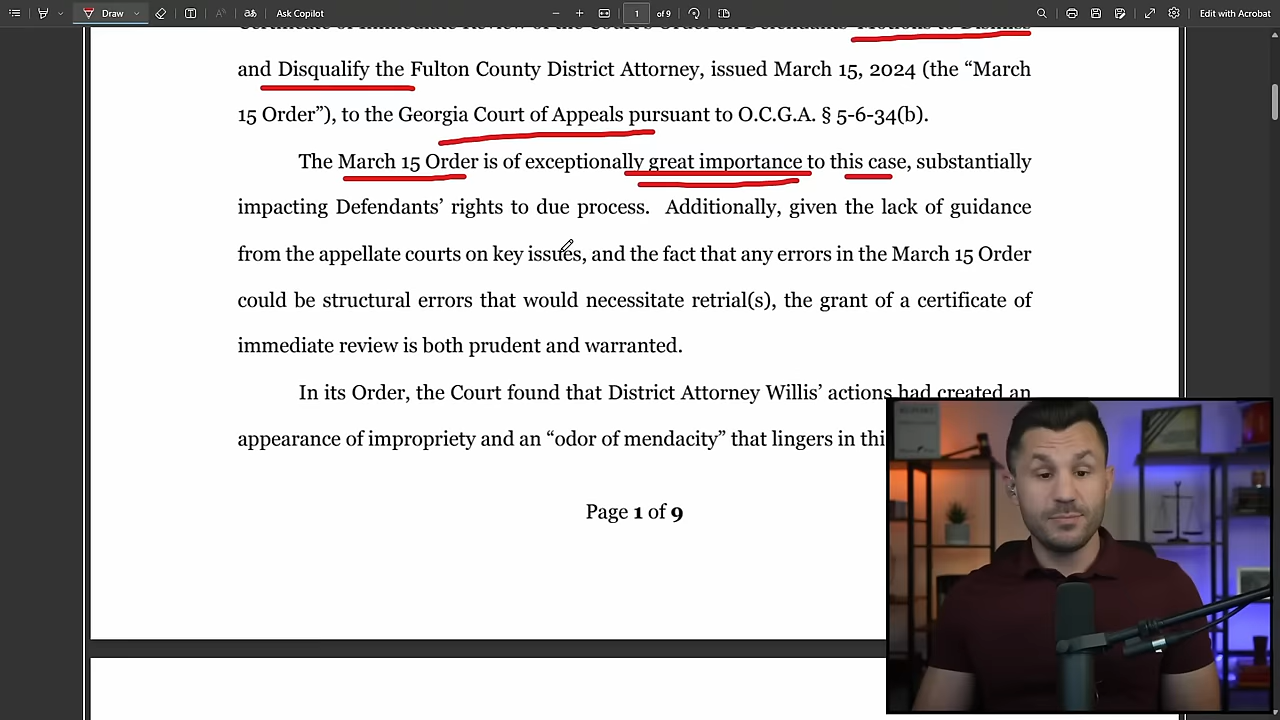 Draw
Ask Copilot
1 of 9
Edit with Acrobat
and Disqualify the Fulton County District Attorney, issued March 15, 2024 (the “March
15 Order”), to the Georgia Court of Appeals pursuant to O.C.G.A. § 5-6-34(b).
The March 15 Order is of exceptionally great importance to this case, substantially
impacting Defendants’ rights to due process. Additionally, given the lack of guidance
from the appellate courts on key issues, and the fact that any errors in the March 15 Order
could be structural errors that would necessitate retrial(s), the grant of a certificate of
immediate review is both prudent and warranted.
In its Order, the Court found that District Attorney Willis’ actions had created an
appearance of impropriety and an “odor of mendacity” that lingers in
Page 1 of 9